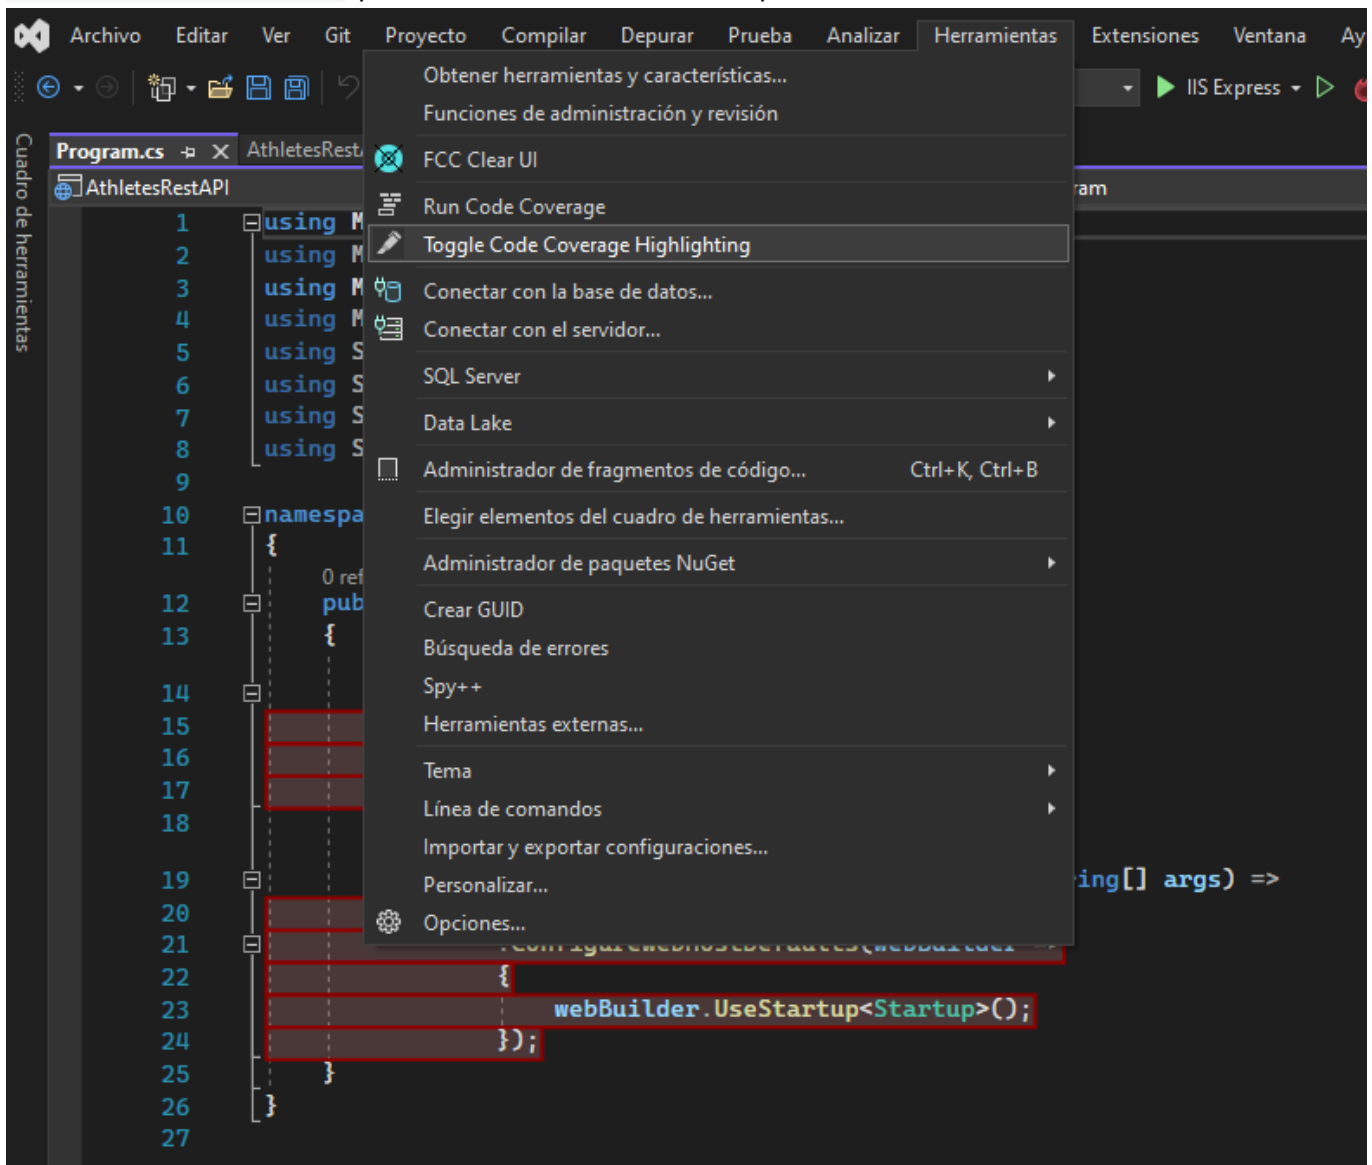 Archivo Editar Ver Git Proyecto Compilar Depurar Prueba Analizar Herramientas Extensiones Ventana Ay
IIS Express
Cuadro de herramientas
Program.cs AthletesRest
AthletesRestAPI ram
Obtener herramientas y características...
Funciones de administración y revisión
FCC Clear UI
Run Code Coverage
Toggle Code Coverage Highlighting
Conectar con la base de datos...
Conectar con el servidor...
SQL Server
Data Lake
Administrador de fragmentos de código... Ctrl+K, Ctrl+B
Elegir elementos del cuadro de herramientas...
Administrador de paquetes NuGet
Crear GUID
Búsqueda de errores
Spy++
Herramientas externas...
Tema
Línea de comandos
Importar y exportar configuraciones...
Personalizar...
Opciones...
1 using M
2 using M
3 using M
4 using M
5 using S
6 using S
7 using S
8 using S
9
10 namespa
11 {
0 ref
12 pub
13 {
14
15
16
17
18
19 ing[] args) =>
20
21 .ConfigureWebHostDefaults(webBuilder =>
22 {
23 webBuilder.UseStartup<Startup>();
24 });
25 }
26 }
27